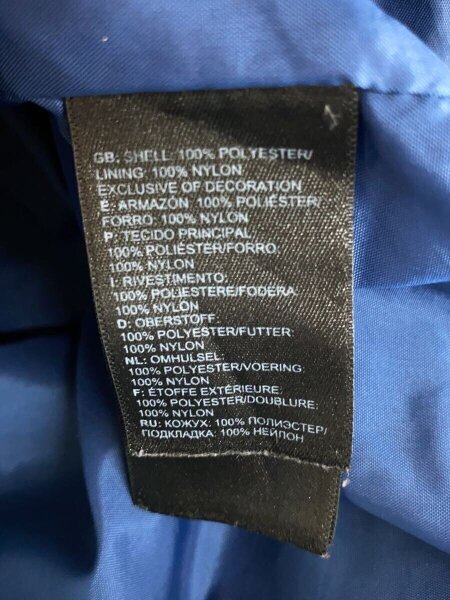 GB: SHELL: 100% POLYESTER/
LINING: 100% NYLON
EXCLUSIVE OF DECORATION
E: ARMAZÓN: 100% POLIÉSTER/
FORRO: 100% NYLON
P: TECIDO PRINCIPAL:
100% POLIÉSTER/FORRO:
100% NYLON
I: RIVESTIMENTO:
100% POLIESTERE/FODERA:
100% NYLON
D: OBERSTOFF:
100% POLYESTER/FUTTER:
100% NYLON
NL: OMHULSEL:
100% POLYESTER/VOERING:
100% NYLON
F: ÉTOFFE EXTÉRIEURE:
100% POLYESTER/DOUBLURE:
100% NYLON
RU: КОЖУХ: 100% ПОЛИЭСТЕР/
ПОДКЛАДКА: 100% НЕЙЛОН